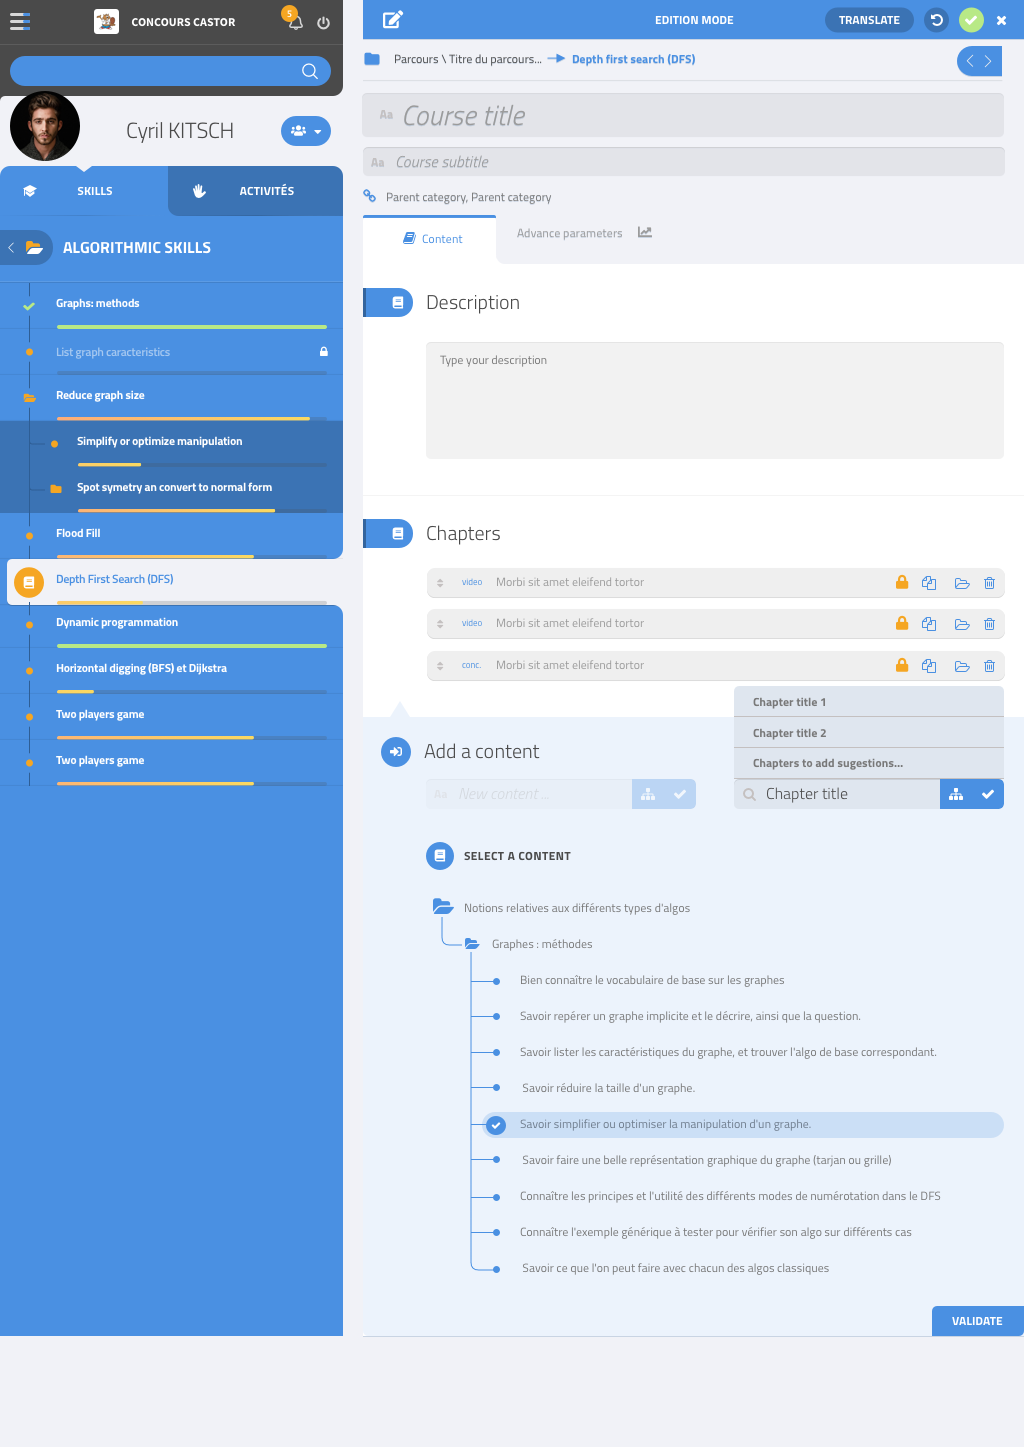 CONCOURS CASTOR
5
Cyril KITSCH
SKILLS
ACTIVITÉS
ALGORITHMIC SKILLS
Graphs: methods
List graph caracteristics
Reduce graph size
Simplify or optimize manipulation
Spot symetry an convert to normal form
Flood Fill
Depth First Search (DFS)
Dynamic programmation
Horizontal digging (BFS) et Dijkstra
Two players game
Two players game
EDITION MODE
TRANSLATE
Parcours \ Titre du parcours... Depth first search (DFS)
Aa Course title
Aa Course subtitle
Parent category, Parent category
Content
Advance parameters
Description
Type your description
Chapters
video Morbi sit amet eleifend tortor
video Morbi sit amet eleifend tortor
conc. Morbi sit amet eleifend tortor
Chapter title 1
Chapter title 2
Chapters to add sugestions...
Add a content
Aa New content ...
Chapter title
SELECT A CONTENT
Notions relatives aux différents types d'algos
Graphes : méthodes
Bien connaître le vocabulaire de base sur les graphes
Savoir repérer un graphe implicite et le décrire, ainsi que la question.
Savoir lister les caractéristiques du graphe, et trouver l'algo de base correspondant.
Savoir réduire la taille d'un graphe.
Savoir simplifier ou optimiser la manipulation d'un graphe.
Savoir faire une belle représentation graphique du graphe (tarjan ou grille)
Connaître les principes et l'utilité des différents modes de numérotation dans le DFS
Connaître l'exemple générique à tester pour vérifier son algo sur différents cas
Savoir ce que l'on peut faire avec chacun des algos classiques
VALIDATE